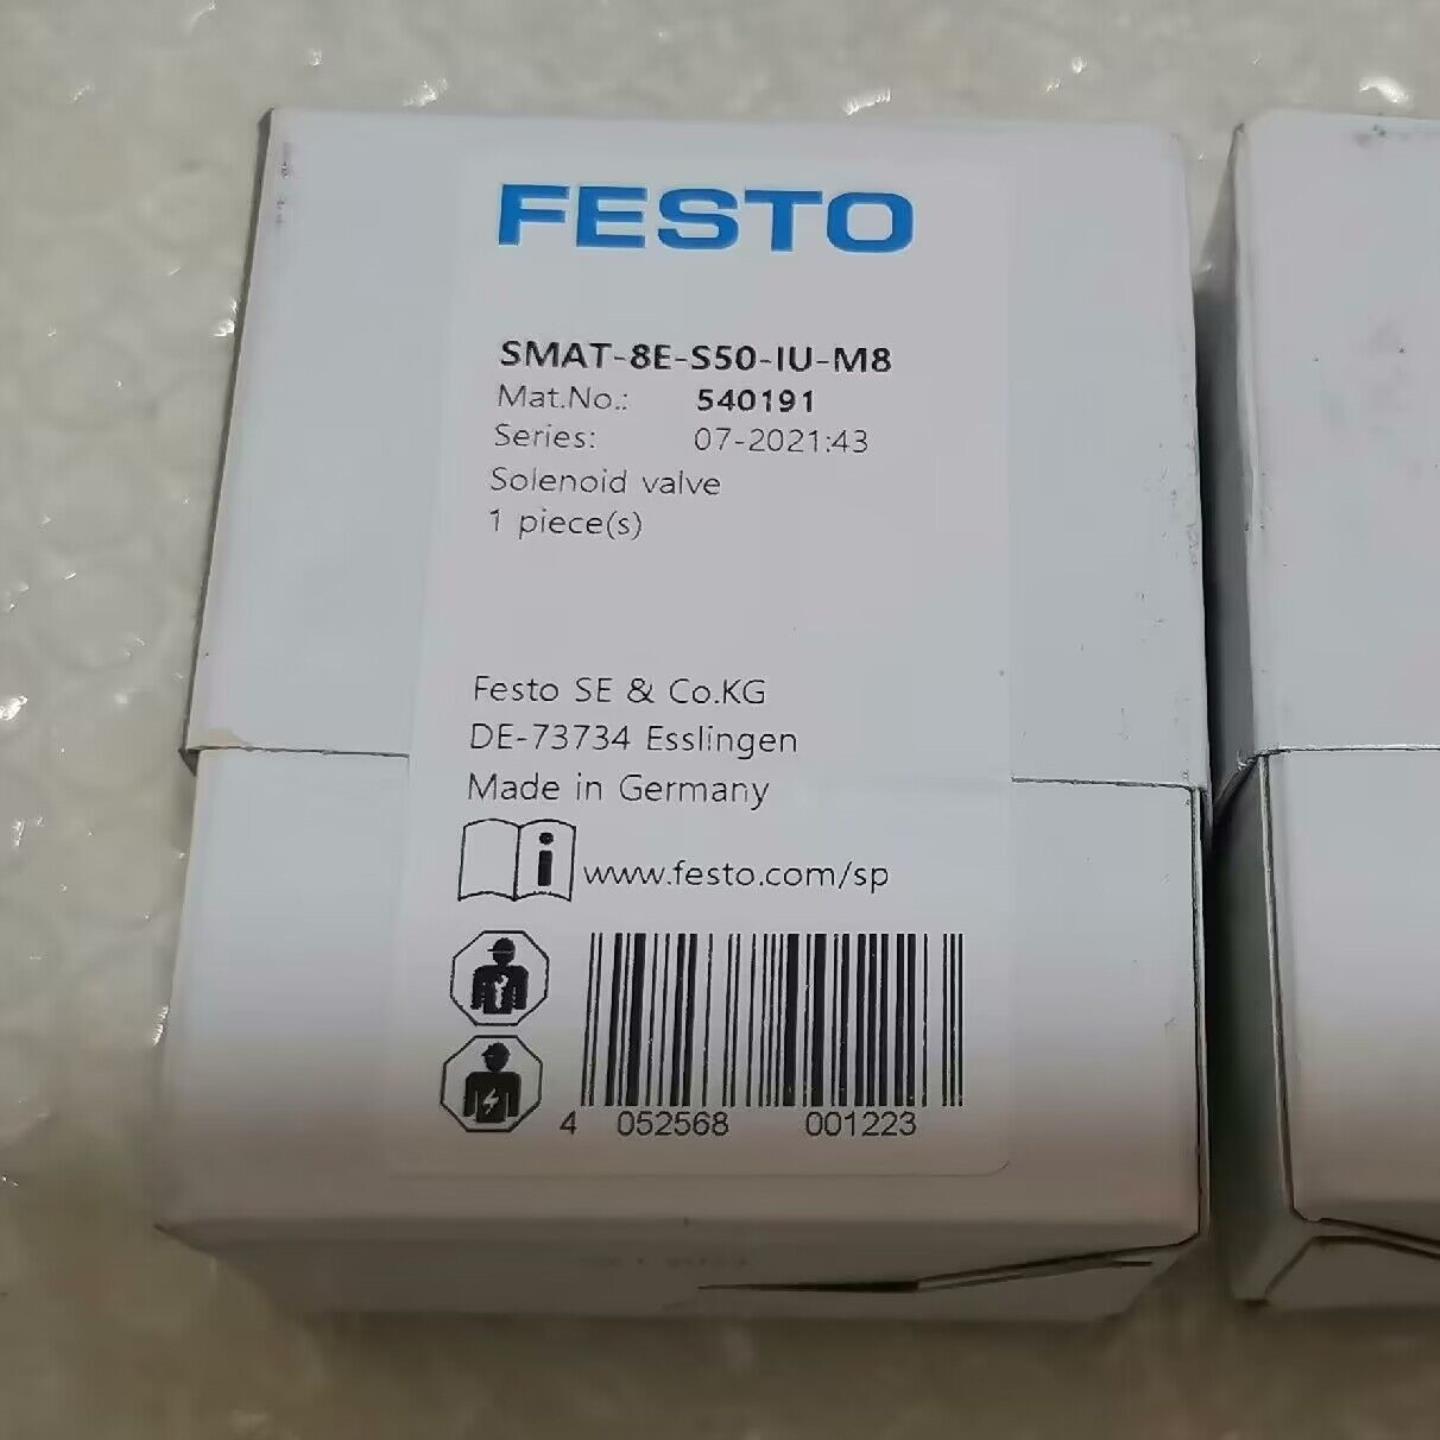 FESTO
SMAT-8E-S50-IU-M8
Mat.No.: 540191
Series: 07-2021:43
Solenoid valve
1 piece(s)
Festo SE & Co.KG
DE-73734 Esslingen
Made in Germany
i www.festo.com/sp
4 052568 001223